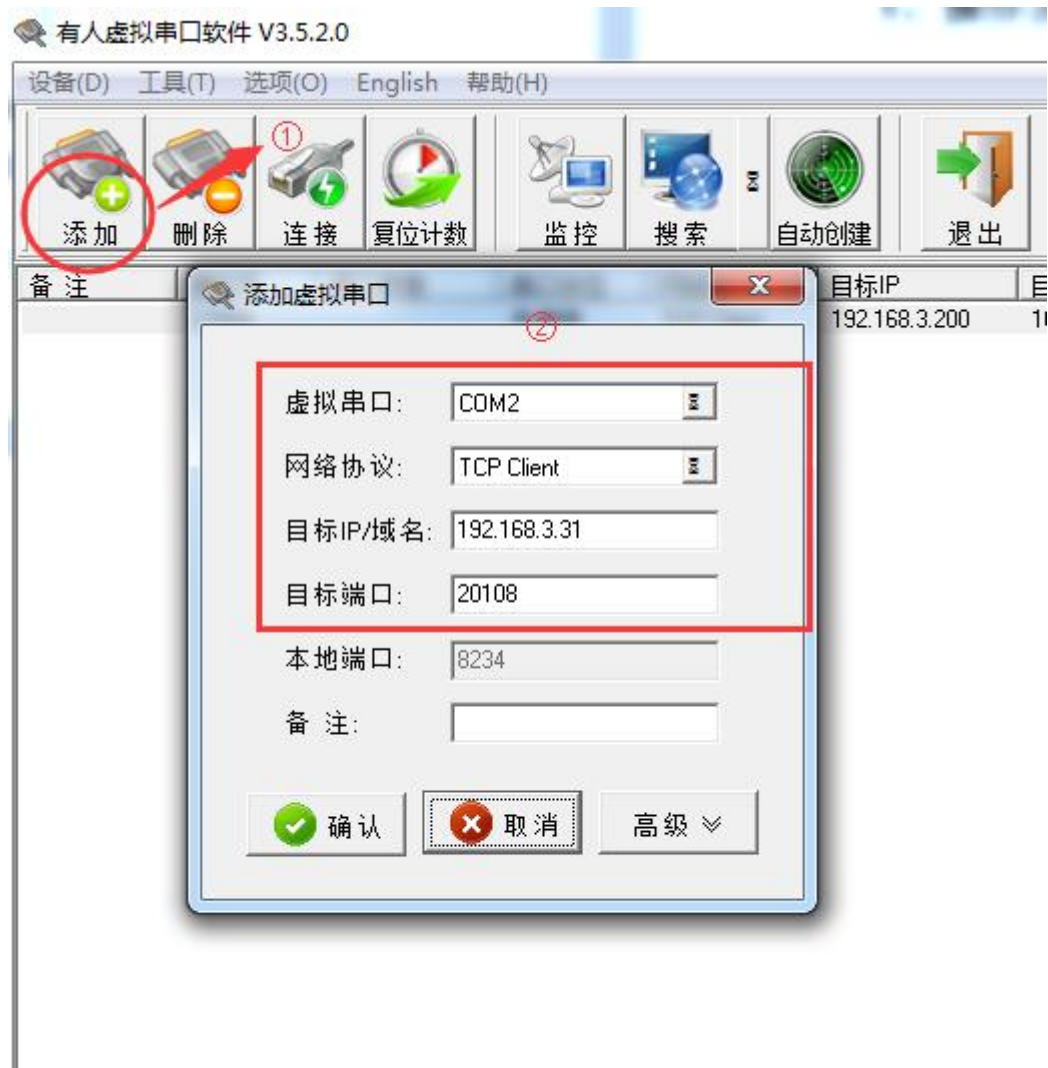 有人虚拟串口软件 V3.5.2.0
设备(D) 工具(T) 选项(O) English 帮助(H)
①
添加 删除 连接 复位计数 监控 搜索 自动创建 退出
备 注 目标IP
192.168.3.200
添加虚拟串口
②
虚拟串口: COM2
网络协议: TCP Client
目标IP/域名: 192.168.3.31
目标端口: 20108
本地端口: 8234
备 注:
确认 取消 高级